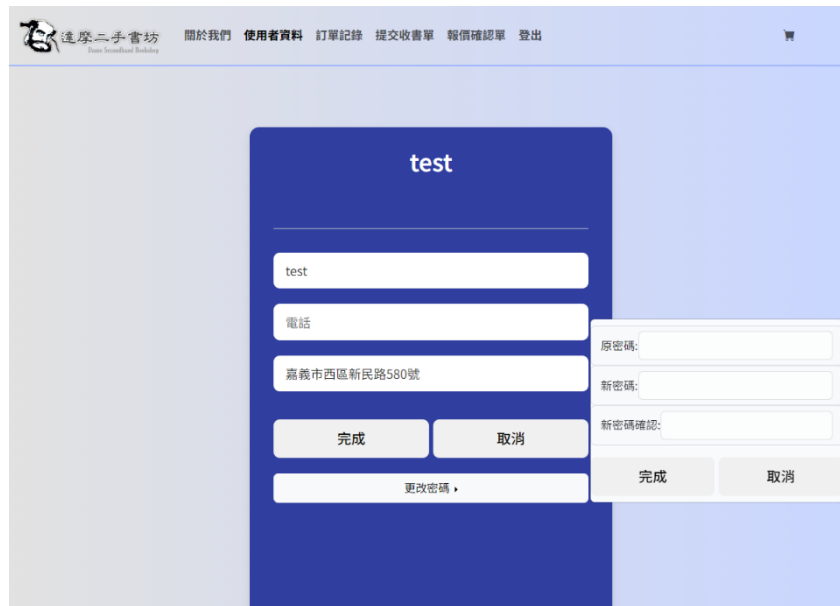 達摩二手書坊
Dama Secondhand Bookshop
關於我們 使用者資料 訂單記錄 提交收書單 報價確認單 登出
test
test
電話
嘉義市西區新民路580號
完成 取消
更改密碼
原密碼:
新密碼:
新密碼確認:
完成 取消